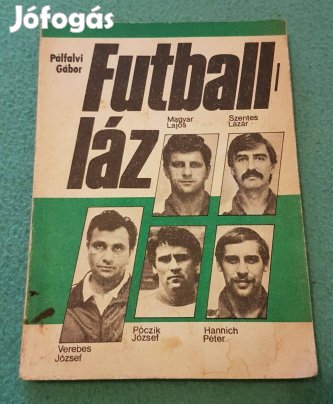 Jófogás
Pálfalvi
Gábor
Futball
láz
Magyar
Lajos
Szentes
Lázár
Verebes
József
Póczik
József
Hannich
Péter